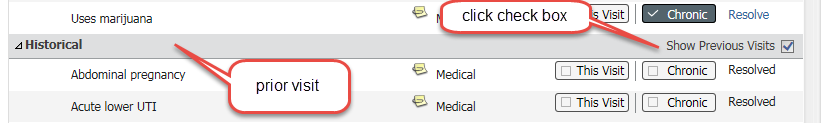 Uses marijuana
click check box
This Visit
Chronic
Resolve
Historical
Show Previous Visits
prior visit
Abdominal pregnancy Medical This Visit Chronic Resolved
Acute lower UTI Medical This Visit Chronic Resolved